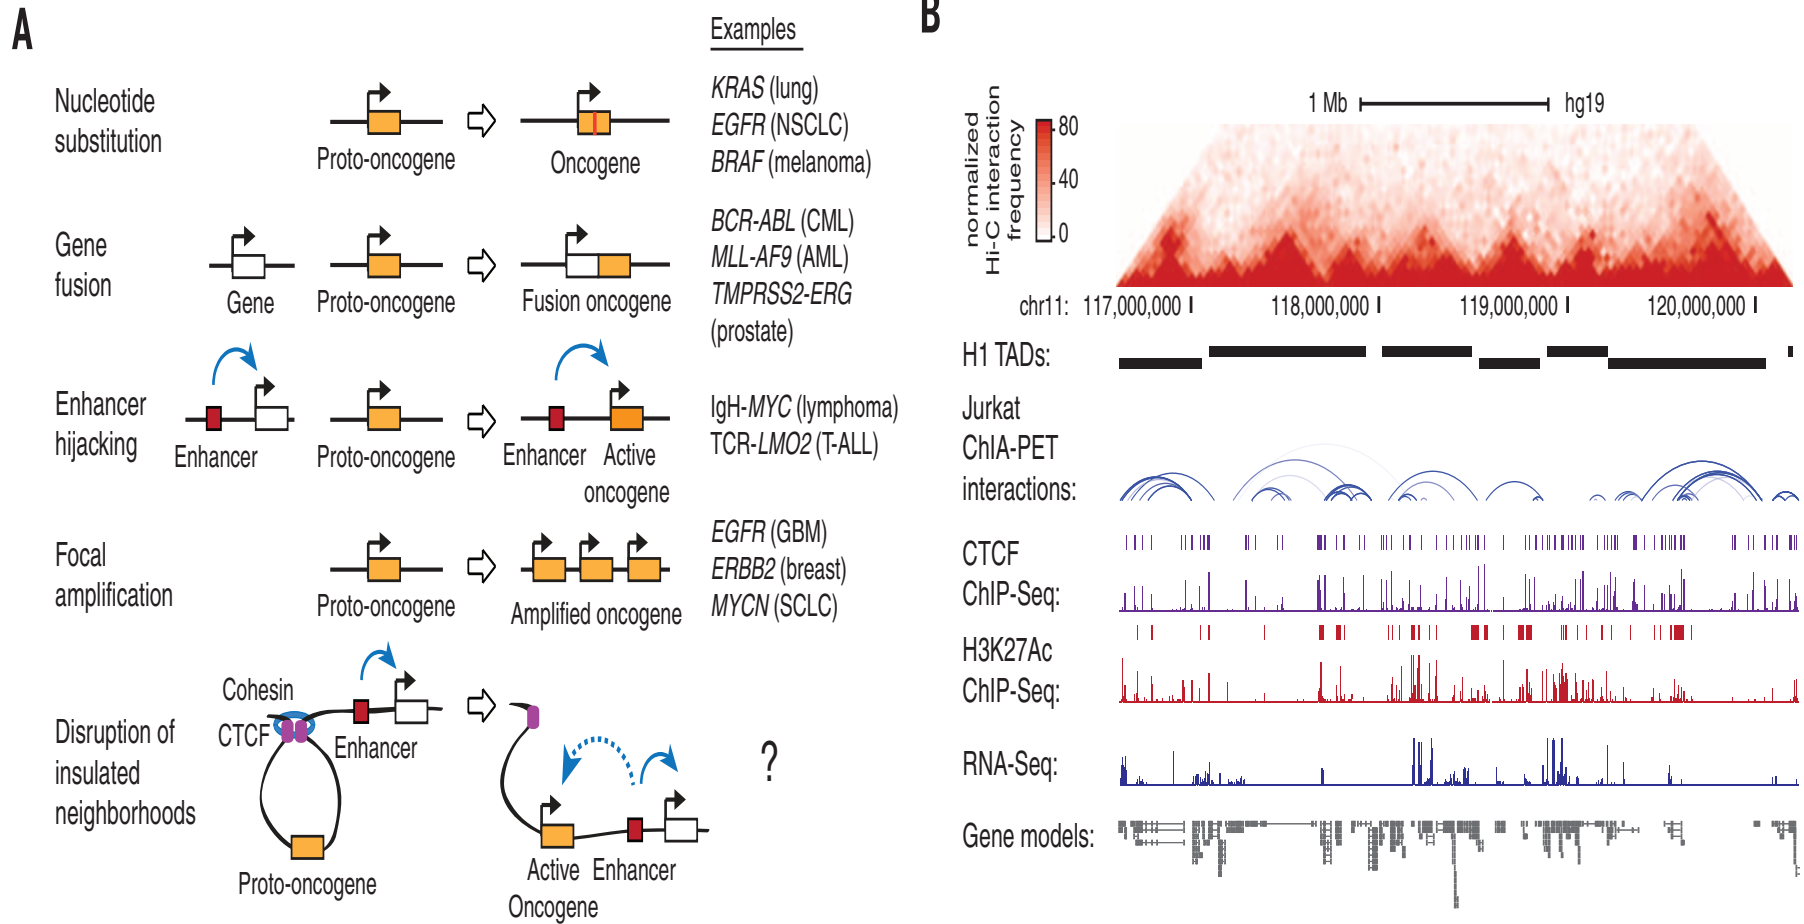 A
Examples
Nucleotide
substitution
Proto-oncogene
Oncogene
KRAS (lung)
EGFR (NSCLC)
BRAF (melanoma)
Gene
fusion
Gene
Proto-oncogene
Fusion oncogene
BCR-ABL (CML)
MLL-AF9 (AML)
TMPRSS2-ERG
(prostate)
Enhancer
hijacking
Enhancer
Proto-oncogene
Enhancer
Active
oncogene
IgH-MYC (lymphoma)
TCR-LMO2 (T-ALL)
Focal
amplification
Proto-oncogene
Amplified oncogene
EGFR (GBM)
ERBB2 (breast)
MYCN (SCLC)
Disruption of
insulated
neighborhoods
Cohesin
CTCF
Enhancer
Proto-oncogene
Active
Oncogene
Enhancer
?
B
normalized
Hi-C interaction
frequency
80
40
0
1 Mb
hg19
chr11: 117,000,000 118,000,000 119,000,000 120,000,000
H1 TADs:
Jurkat
ChIA-PET
interactions:
CTCF
ChIP-Seq:
H3K27Ac
ChIP-Seq:
RNA-Seq:
Gene models: